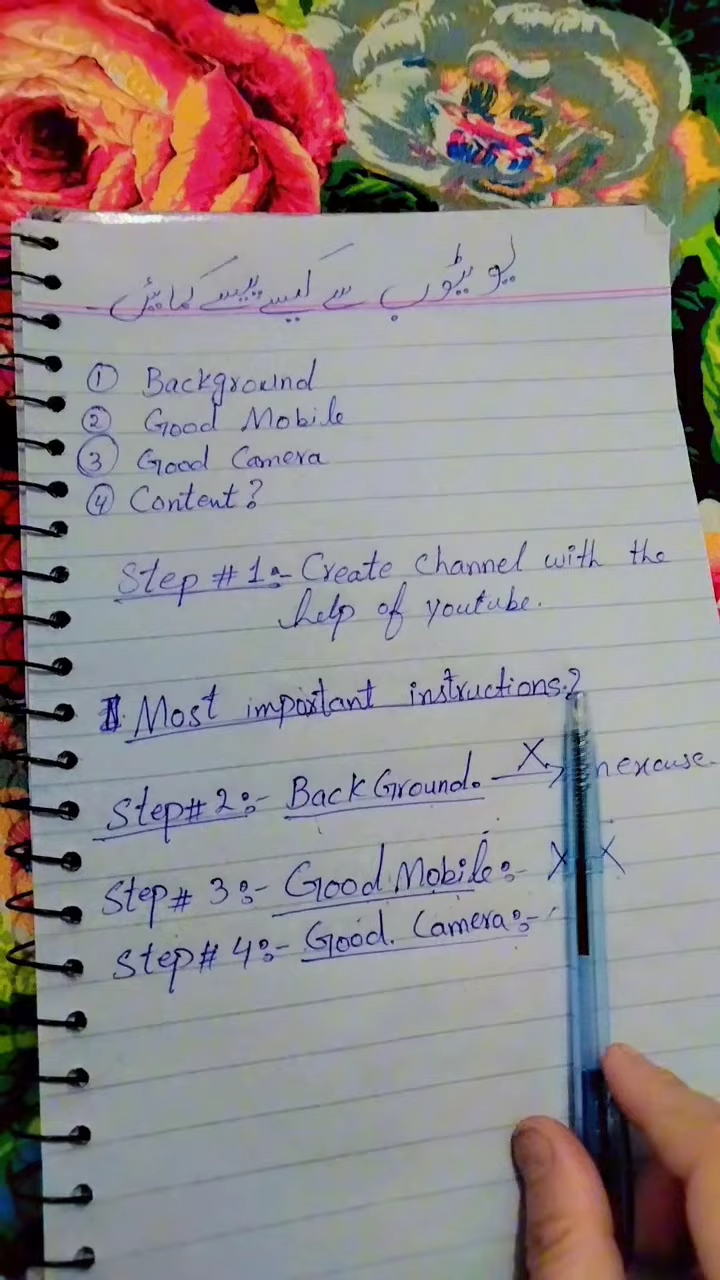 یوٹیوب سے کیسے پیسے کمائیں۔
① Background
② Good Mobile
③ Good Camera
④ Content?
Step # 1:- Create channel with the
help of youtube.
Most important instructions:?
Step# 2:- BackGround. X → excuse.
Step# 3:- Good Mobile:- X X
Step# 4:- Good. Camera:-